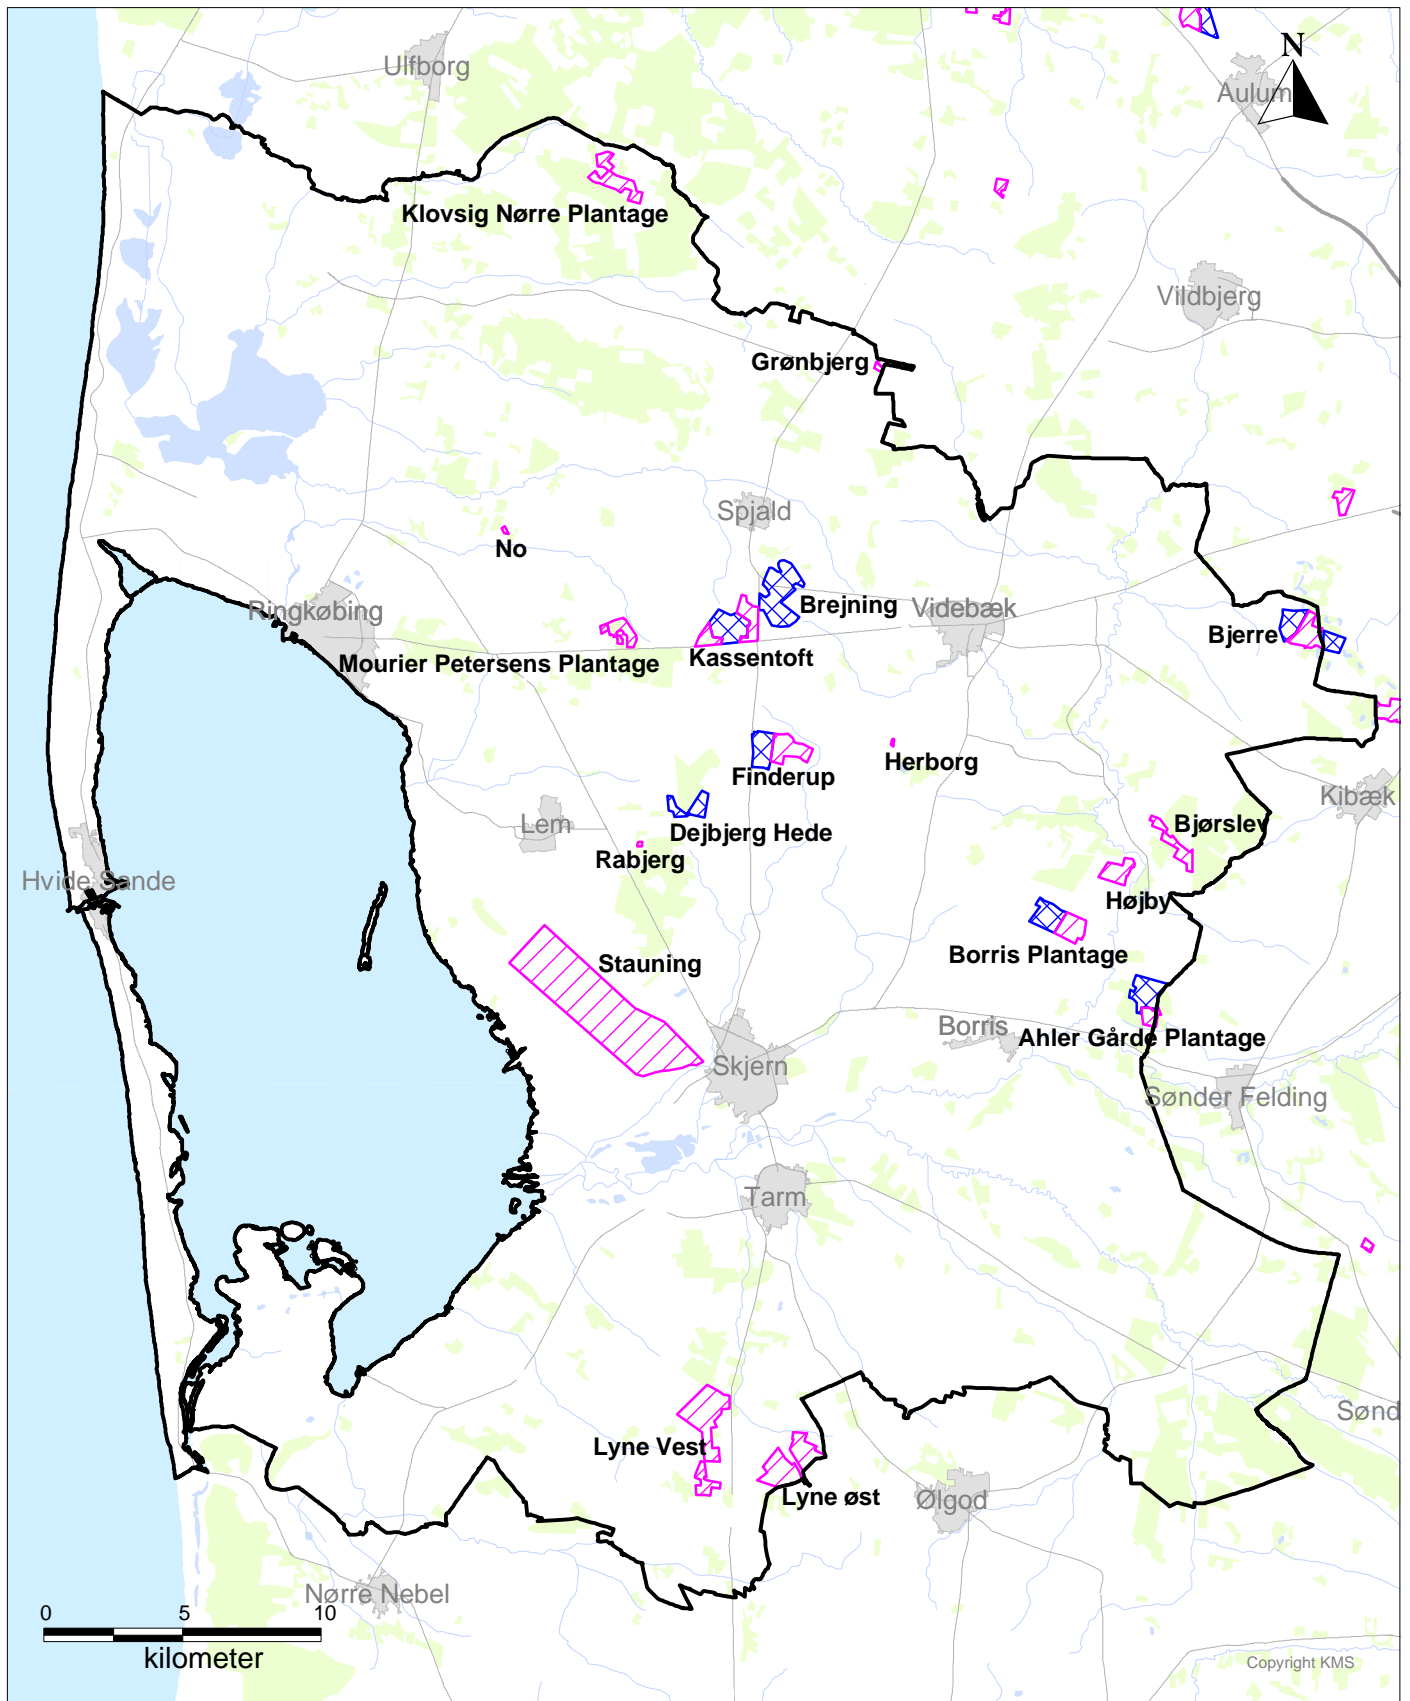 Ulfborg
N
Aulum
Klovsig Nørre Plantage
Vildbjerg
Grønbjerg
Spjald
No
Brejning
Videbæk
Ringkøbing
Bjerre
Kassentoft
Mourier Petersens Plantage
Herborg
Finderup
Kibæk
Lem
Bjørslev
Dejbjerg Hede
Rabjerg
Hvide Sande
Højby
Borris Plantage
Stauning
Borris
Ahler Gårde Plantage
Skjern
Sønder Felding
Tarm
Sønd
Lyne Vest
Lyne øst
Ølgod
Nørre Nebel
0 5 10
kilometer
Copyright KMS